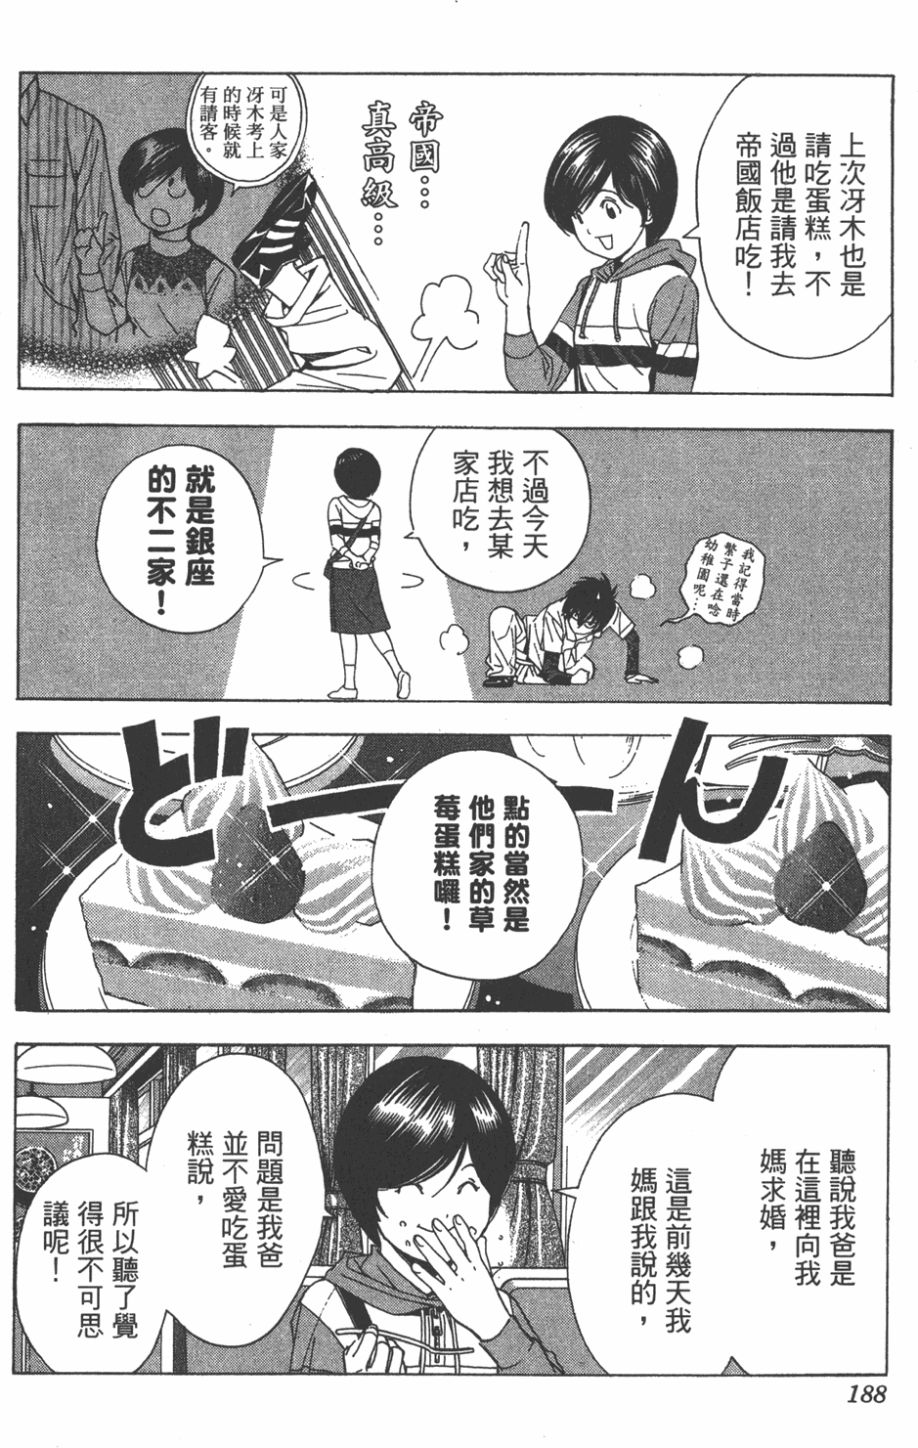 上次冴木也是
請吃蛋糕，不
過他是請我去
帝國飯店吃！
帝國…
真高級…
可是人家
冴木考上
的時候就
有請客。
不過今天
我想去某
家店吃，
我記得當時
繁子還在唸
幼稚園呢…
就是銀座
的不二家！
どーん
點的當然是
他們家的草
莓蛋糕囉！
聽說我爸是
在這裡向我
媽求婚，
這是前幾天我
媽跟我說的，
問題是我爸
並不愛吃蛋
糕說，
所以聽了覺
得很不可思
議呢！
188